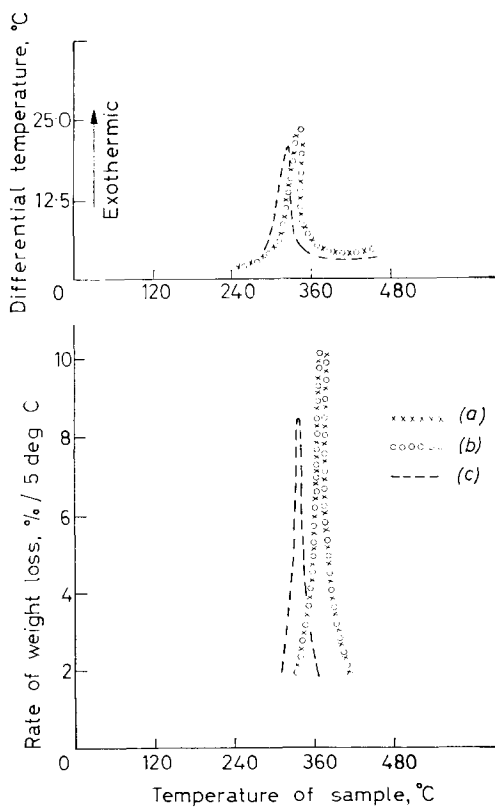 Differential temperature, °C
25·0
12·5
Exothermic
0 120 240 360 480
Rate of weight loss, % / 5 deg C
10
8
6
4
2
0
(a)
(b)
(c)
120 240 360 480
Temperature of sample, °C